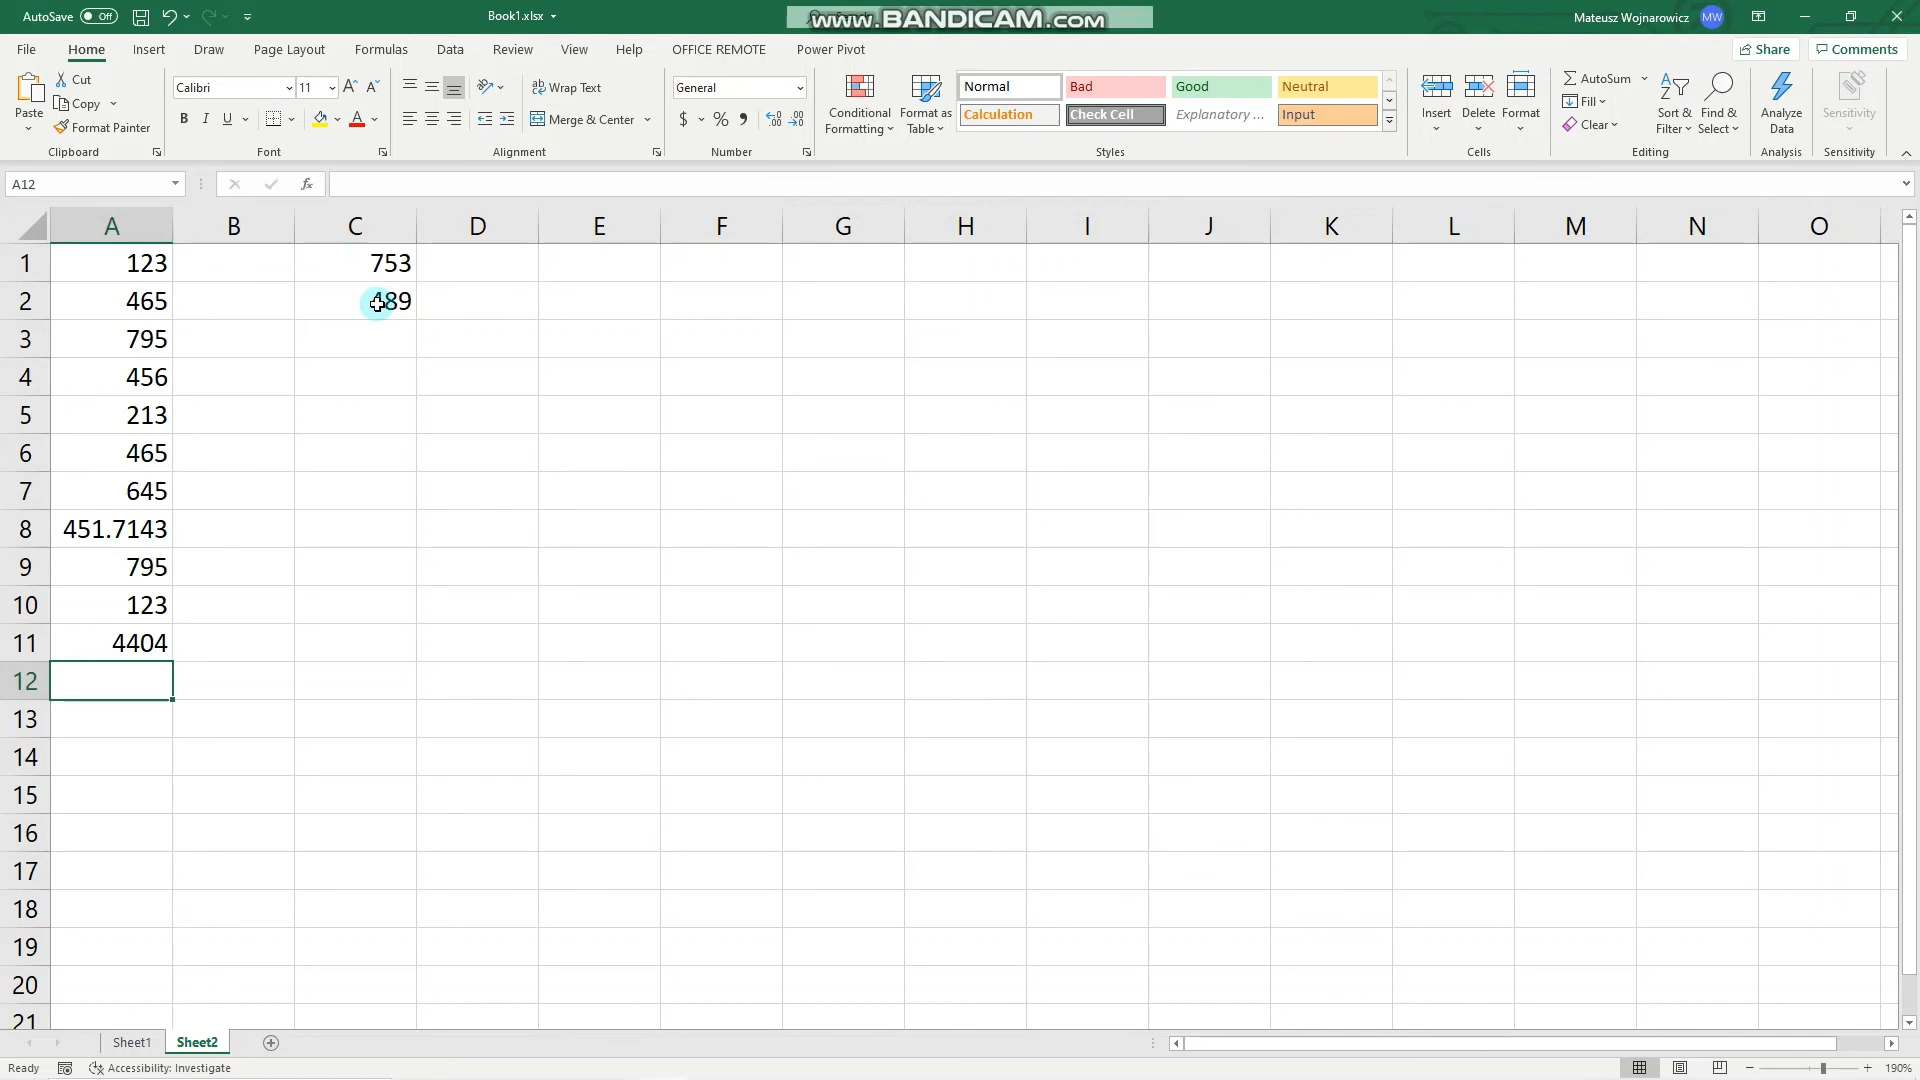 AutoSave Off
Book1.xlsx
www.BANDICAM.com
Mateusz Wojnarowicz MW
File Home Insert Draw Page Layout Formulas Data Review View Help OFFICE REMOTE Power Pivot
Share Comments
Paste
Cut
Copy
Format Painter
Clipboard
Calibri 11
B I U
Font
Wrap Text
Merge & Center
Alignment
General
$ % 9
Number
Conditional Formatting
Format as Table
Normal Bad Good Neutral
Calculation Check Cell Explanatory ... Input
Styles
Insert Delete Format
Cells
AutoSum
Fill
Clear
Sort & Filter
Find & Select
Editing
Analyze Data
Analysis
Sensitivity
Sensitivity
A12 fx
A B C D E F G H I J K L M N O
1 123 753
2 465 489
3 795
4 456
5 213
6 465
7 645
8 451.7143
9 795
10 123
11 4404
12
13
14
15
16
17
18
19
20
21
Sheet1 Sheet2
Ready Accessibility: Investigate 190%